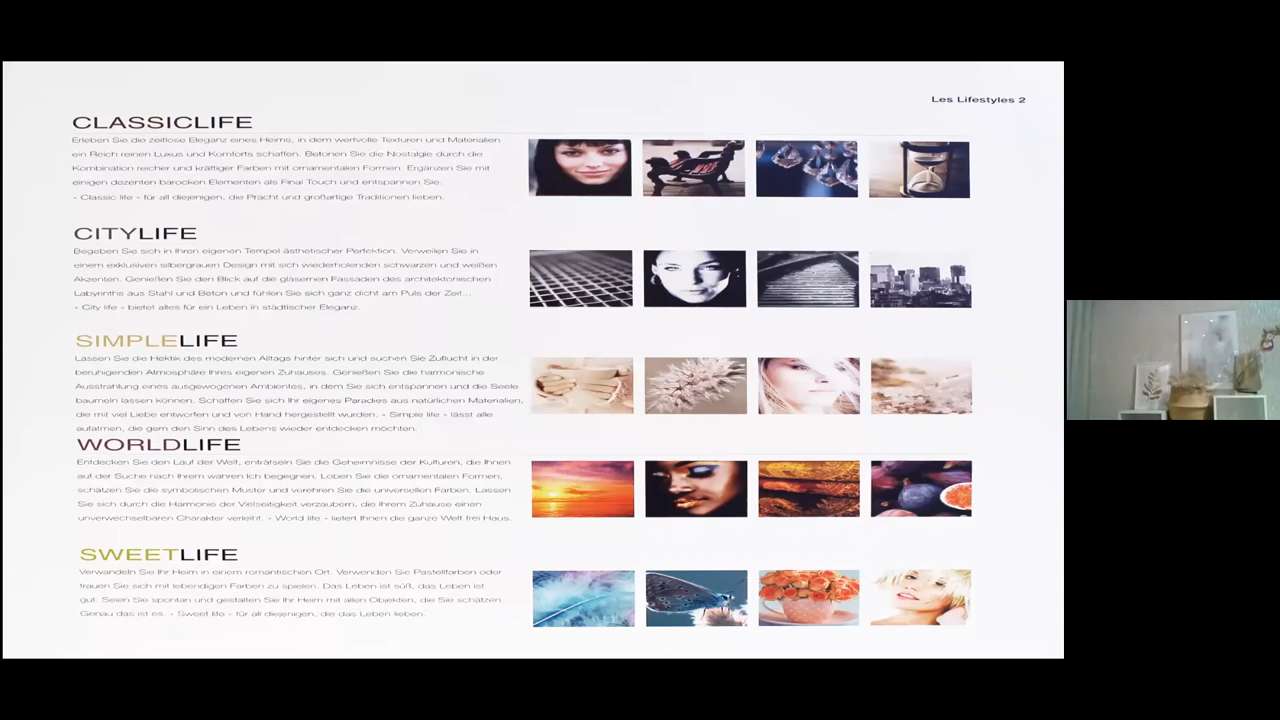 Les Lifestyles 2
CLASSICLIFE
Erleben Sie die zeitlose Eleganz eines Heims, in dem wertvolle Texturen und Materialien
ein Reich reinen Luxus und Komforts schaffen. Betonen Sie die Nostalgie durch die
Kombination reicher und kräftiger Farben mit ornamentalen Formen. Ergänzen Sie mit
einigen dezenten barocken Elementen als Final Touch und entspannen Sie.
- Classic life - für all diejenigen, die Pracht und großartige Traditionen lieben.
CITYLIFE
Begeben Sie sich in Ihren eigenen Tempel ästhetischer Perfektion. Verweilen Sie in
einem exklusiven silbergrauen Design mit sich wiederholenden schwarzen und weißen
Akzenten. Genießen Sie den Blick auf die gläsernen Fassaden des architektonischen
Labyrinths aus Stahl und Beton und fühlen Sie sich ganz dicht am Puls der Zeit...
- City life - bietet alles für ein Leben in städtischer Eleganz.
SIMPLELIFE
Lassen Sie die Hektik des modernen Alltags hinter sich und suchen Sie Zuflucht in der
beruhigenden Atmosphäre Ihres eigenen Zuhauses. Genießen Sie die harmonische
Ausstrahlung eines ausgewogenen Ambientes, in dem Sie sich entspannen und die Seele
baumeln lassen können. Schaffen Sie sich Ihr eigenes Paradies aus natürlichen Materialien,
die mit viel Liebe entworfen und von Hand hergestellt wurden. - Simple life - lässt alle
aufatmen, die gern den Sinn des Lebens wieder entdecken möchten.
WORLDLIFE
Entdecken Sie den Lauf der Welt, enträtseln Sie die Geheimnisse der Kulturen, die Ihnen
auf der Suche nach Ihrem wahren Ich begegnen. Loben Sie die ornamentalen Formen,
schätzen Sie die symbolischen Muster und verehren Sie die universellen Farben. Lassen
Sie sich durch die Harmonie der Vielseitigkeit verzaubern, die Ihrem Zuhause einen
unverwechselbaren Charakter verleiht. - World life - liefert Ihnen die ganze Welt frei Haus.
SWEETLIFE
Verwandeln Sie Ihr Heim in einem romantischen Ort. Verwenden Sie Pastellfarben oder
trauen Sie sich mit lebendigen Farben zu spielen. Das Leben ist süß, das Leben ist
gut. Seien Sie spontan und gestalten Sie Ihr Heim mit allen Objekten, die Sie schätzen.
Genau das ist es. - Sweet life - für all diejenigen, die das Leben lieben.